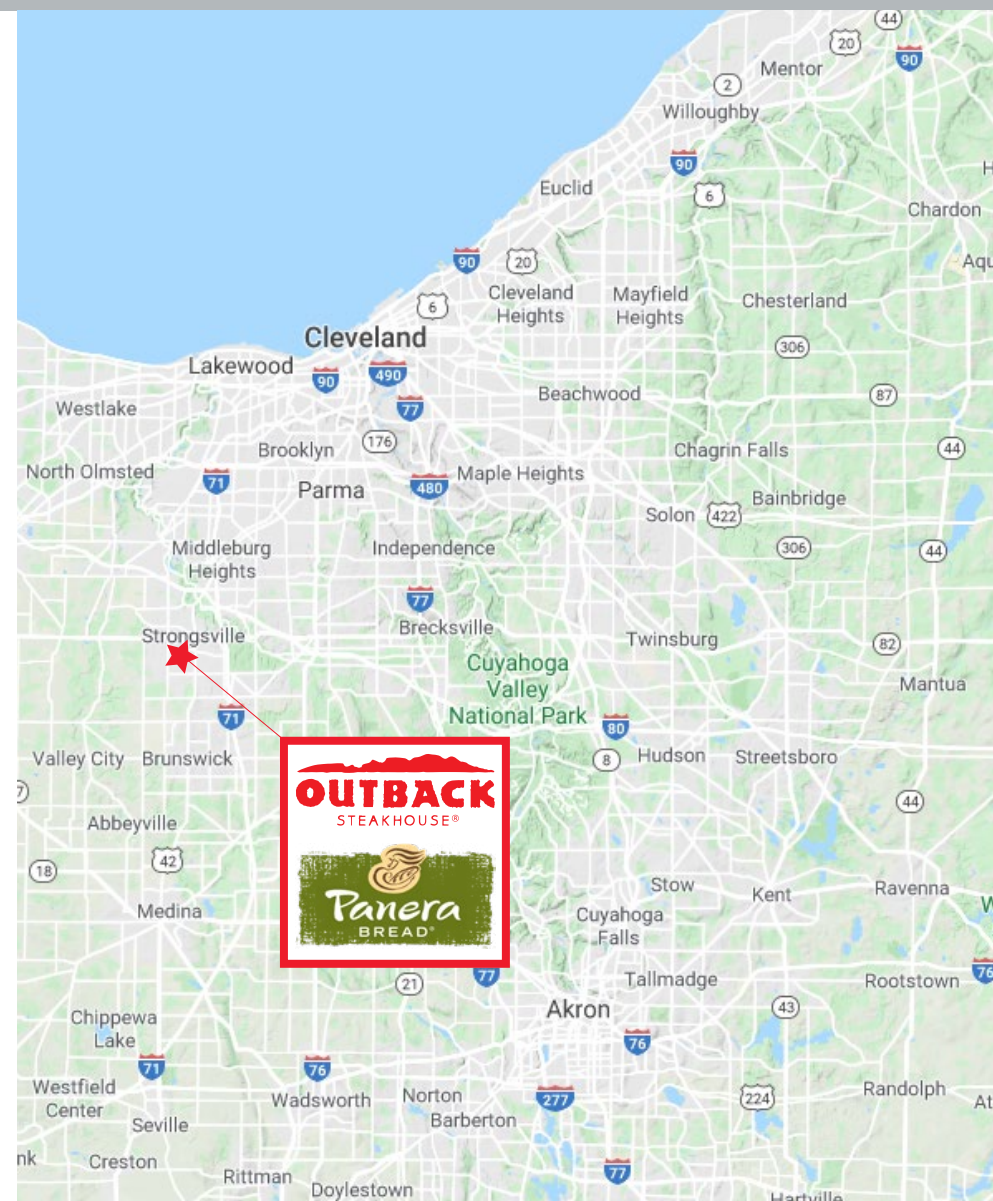 44
20
90
Mentor
2
Willoughby
90
Euclid
6
Chardon
90
20
Aqu
Cleveland
Heights
Mayfield
Heights
6
Chesterland
Cleveland
306
Lakewood
90
490
Beachwood
87
Westlake
77
Brooklyn
176
Chagrin Falls
44
North Olmsted
71
Maple Heights
Parma
480
Bainbridge
Solon
422
Middleburg
Heights
Independence
306
44
77
Strongsville
Brecksville
Twinsburg
82
Cuyahoga
Valley
National Park
Mantua
71
80
Valley City
Brunswick
8
Hudson
Streetsboro
OUTBACK
STEAKHOUSE®
7
44
Abbeyville
42
18
Panera
BREAD®
Medina
Stow
Kent
Ravenna
W
Cuyahoga
Falls
21
77
Tallmadge
Rootstown
76
Akron
43
Chippewa
Lake
71
76
76
Westfield
Center
Wadsworth
Norton
277
224
Randolph
At
Seville
Barberton
nk
Creston
Rittman
77
Doylestown
Hartville